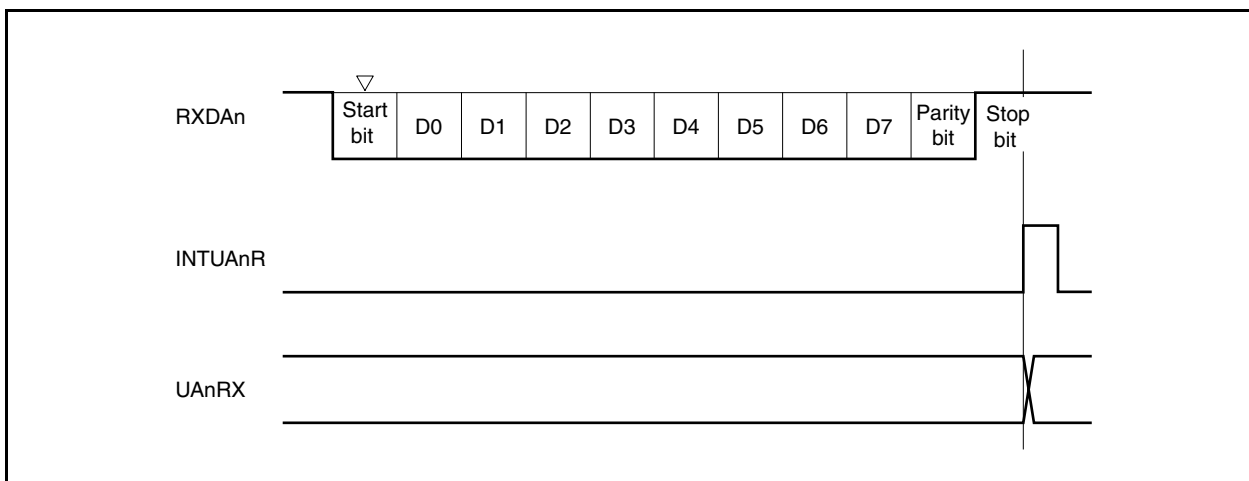 RXDAn
Start
bit
D0
D1
D2
D3
D4
D5
D6
D7
Parity
bit
Stop
bit
INTUAnR
UAnRX